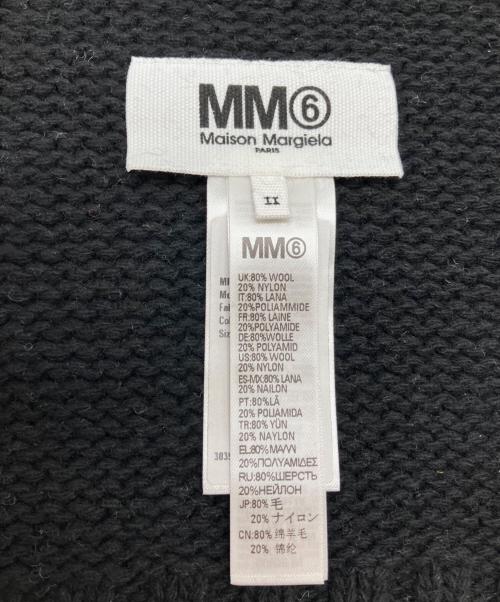 MM⑥
Maison Margiela
PARIS
II
MM⑥
UK:80% WOOL
20% NYLON
IT:80% LANA
20%POLIAMMIDE
FR:80% LAINE
20%POLYAMIDE
DE:80%WOLLE
20% POLYAMID
US:80% WOOL
20% NYLON
ES-MX:80% LANA
20% NAILON
PT:80%LÃ
20% POLIAMIDA
TR:80% YÜN
20% NAYLON
EL:80% ΜΑΛΛΙ
20%ΠΟΛΥΑΜΙΔΕΣ
RU:80%ШЕРСТЬ
20%НЕЙЛОН
JP:80% 毛
20% ナイロン
CN:80% 绵羊毛
20% 锦纶